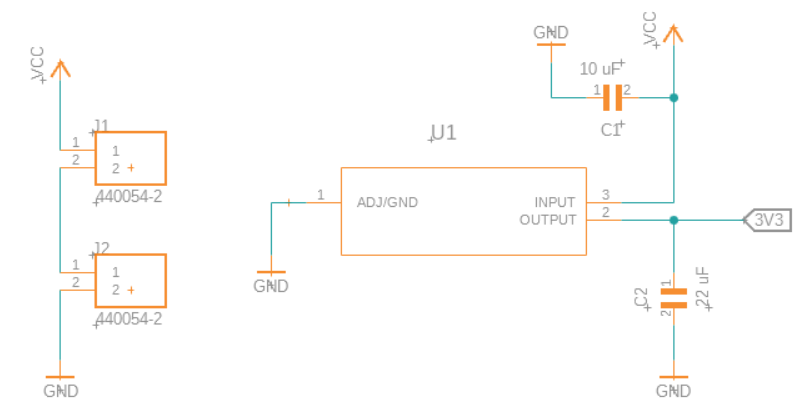 VCC
J1
1
2
1
2
440054-2
J2
1
2
1
2
440054-2
GND
GND
10 uF
1
2
C1
VCC
U1
1
ADJ/GND
INPUT
3
OUTPUT
2
GND
3V3
C2
1
2
22 uF
GND